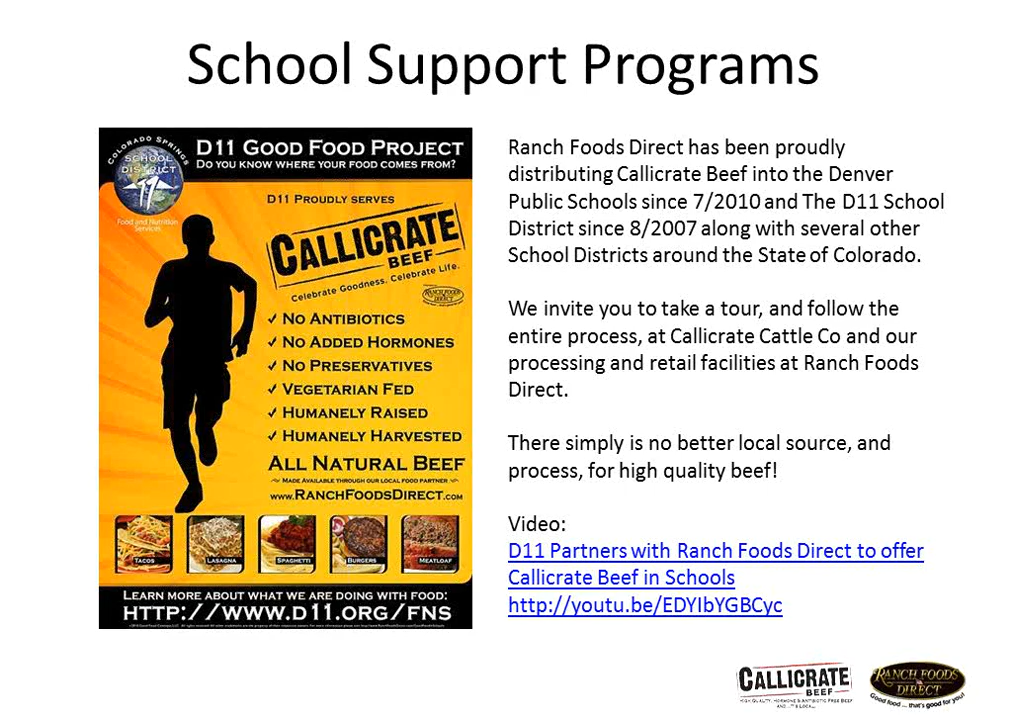 School Support Programs
COLORADO SPRINGS
SCHOOL
DISTRICT
11
Food and Nutrition
Services
D11 GOOD FOOD PROJECT
DO YOU KNOW WHERE YOUR FOOD COMES FROM?
D11 PROUDLY SERVES
CALLICRATE
BEEF
Celebrate Goodness. Celebrate Life.
RANCH FOODS
DIRECT
✓ NO ANTIBIOTICS
✓ NO ADDED HORMONES
✓ NO PRESERVATIVES
✓ VEGETARIAN FED
✓ HUMANELY RAISED
✓ HUMANELY HARVESTED
ALL NATURAL BEEF
MADE AVAILABLE THROUGH OUR LOCAL FOOD PARTNER
WWW.RANCHFOODSDIRECT.COM
TACOS
LASAGNA
SPAGHETTI
BURGERS
MEATLOAF
LEARN MORE ABOUT WHAT WE ARE DOING WITH FOOD:
HTTP://WWW.D11.ORG/FNS
Ranch Foods Direct has been proudly
distributing Callicrate Beef into the Denver
Public Schools since 7/2010 and The D11 School
District since 8/2007 along with several other
School Districts around the State of Colorado.
We invite you to take a tour, and follow the
entire process, at Callicrate Cattle Co and our
processing and retail facilities at Ranch Foods
Direct.
There simply is no better local source, and
process, for high quality beef!
Video:
D11 Partners with Ranch Foods Direct to offer
Callicrate Beef in Schools
http://youtu.be/EDYIbYGBCyc
CALLICRATE
BEEF
HIGH QUALITY, HORMONE & ANTIBIOTIC FREE BEEF
AND ...IT'S LOCAL...
RANCH FOODS
DIRECT
Good food ... that's good for you!